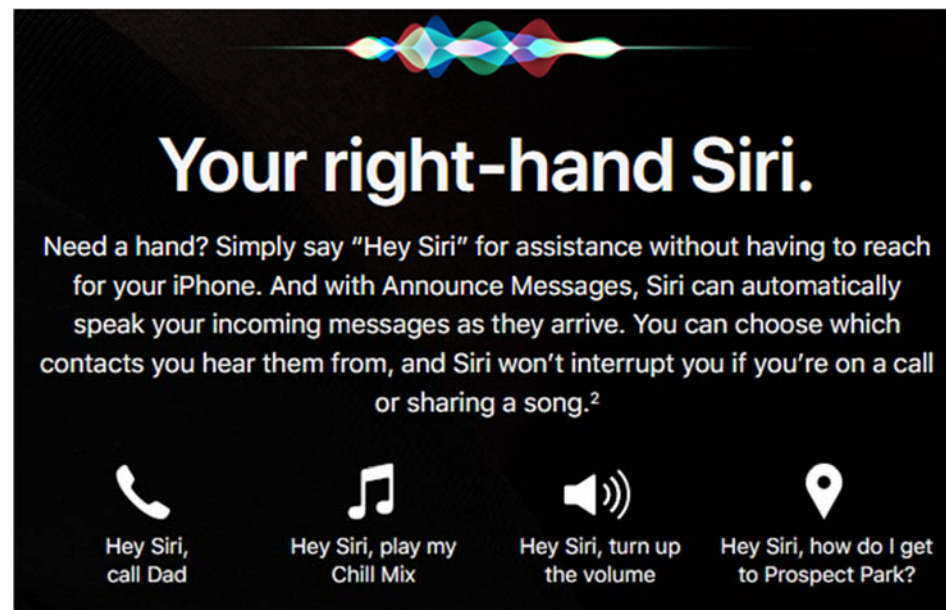 Your right-hand Siri.
Need a hand? Simply say “Hey Siri” for assistance without having to reach
for your iPhone. And with Announce Messages, Siri can automatically
speak your incoming messages as they arrive. You can choose which
contacts you hear them from, and Siri won’t interrupt you if you’re on a call
or sharing a song.²
Hey Siri,
call Dad
Hey Siri, play my
Chill Mix
Hey Siri, turn up
the volume
Hey Siri, how do I get
to Prospect Park?